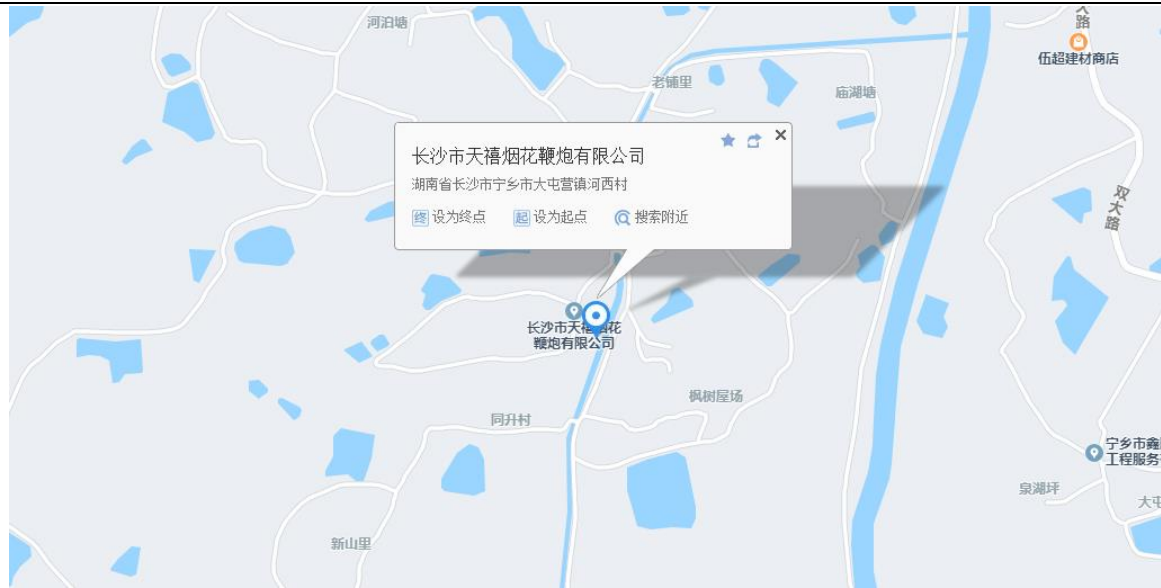 河泊塘
大
路
伍超建材商店
老铺里
庙湖塘
长沙市天禧烟花鞭炮有限公司
湖南省长沙市宁乡市大屯营镇河西村
终 设为终点 起 设为起点 搜索附近
双
大
路
长沙市天禧烟花
鞭炮有限公司
枫树屋场
同升村
宁乡市鑫
工程服务
泉湖坪
大屯
新山里